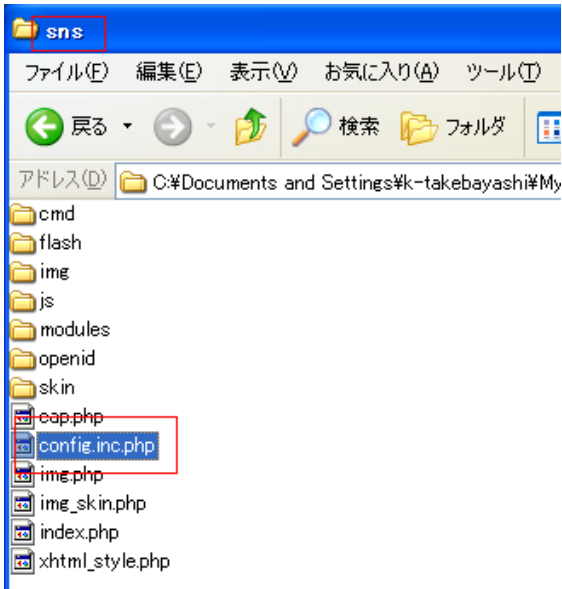 sns
ファイル(F) 編集(E) 表示(V) お気に入り(A) ツール(T)
戻る 検索 フォルダ
アドレス(D) C:¥Documents and Settings¥k-takebayashi¥My
cmd
flash
img
js
modules
openid
skin
cap.php
config.inc.php
img.php
img_skin.php
index.php
xhtml_style.php